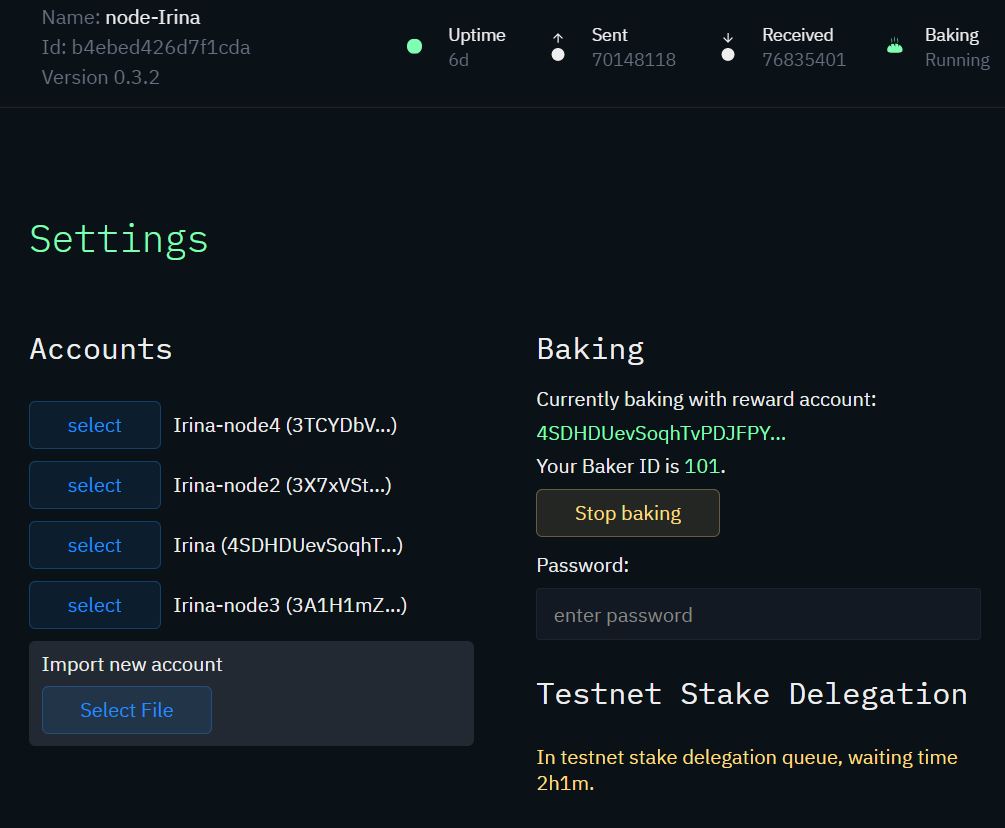 Name: node-Irina
Id: b4ebed426d7f1cda
Version 0.3.2
Uptime
6d
Sent
70148118
Received
76835401
Baking
Running
Settings
Accounts
select Irina-node4 (3TCYDbV...)
select Irina-node2 (3X7xVSt...)
select Irina (4SDHDUevSoqhT...)
select Irina-node3 (3A1H1mZ...)
Import new account
Select File
Baking
Currently baking with reward account:
4SDHDUevSoqhTvPDJFPY...
Your Baker ID is 101.
Stop baking
Password:
enter password
Testnet Stake Delegation
In testnet stake delegation queue, waiting time
2h1m.